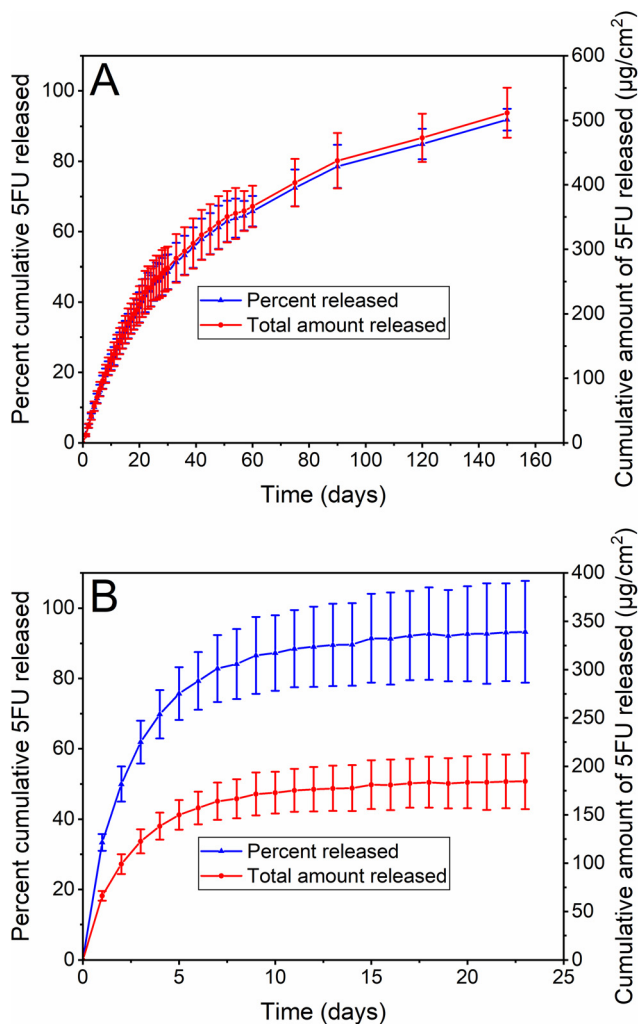 A
Percent cumulative 5FU released
100
80
60
40
20
0
600
500
400
300
200
100
0
Cumulative amount of 5FU released (µg/cm²)
Percent released
Total amount released
0 20 40 60 80 100 120 140 160
Time (days)
B
Percent cumulative 5FU released
100
80
60
40
20
0
400
350
300
250
200
150
100
50
0
Cumulative amount of 5FU released (µg/cm²)
Percent released
Total amount released
0 5 10 15 20 25
Time (days)